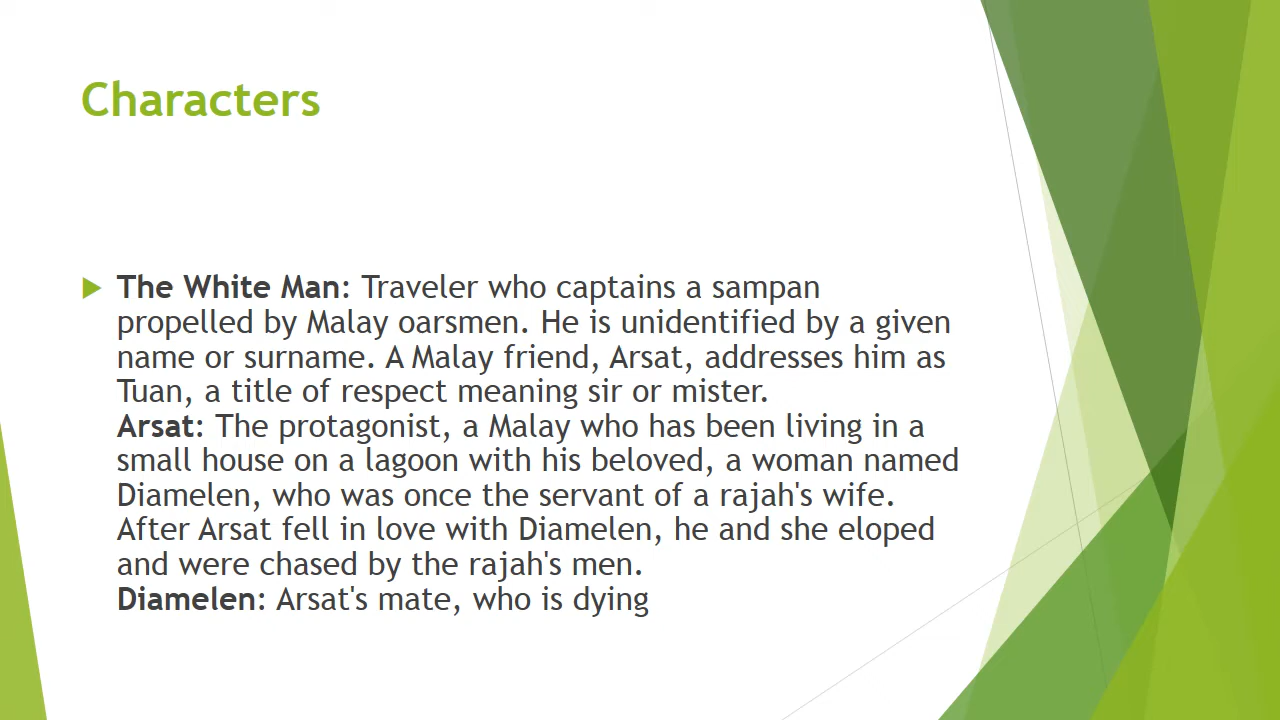 Characters
The White Man: Traveler who captains a sampan
propelled by Malay oarsmen. He is unidentified by a given
name or surname. A Malay friend, Arsat, addresses him as
Tuan, a title of respect meaning sir or mister.
Arsat: The protagonist, a Malay who has been living in a
small house on a lagoon with his beloved, a woman named
Diamelen, who was once the servant of a rajah's wife.
After Arsat fell in love with Diamelen, he and she eloped
and were chased by the rajah's men.
Diamelen: Arsat's mate, who is dying